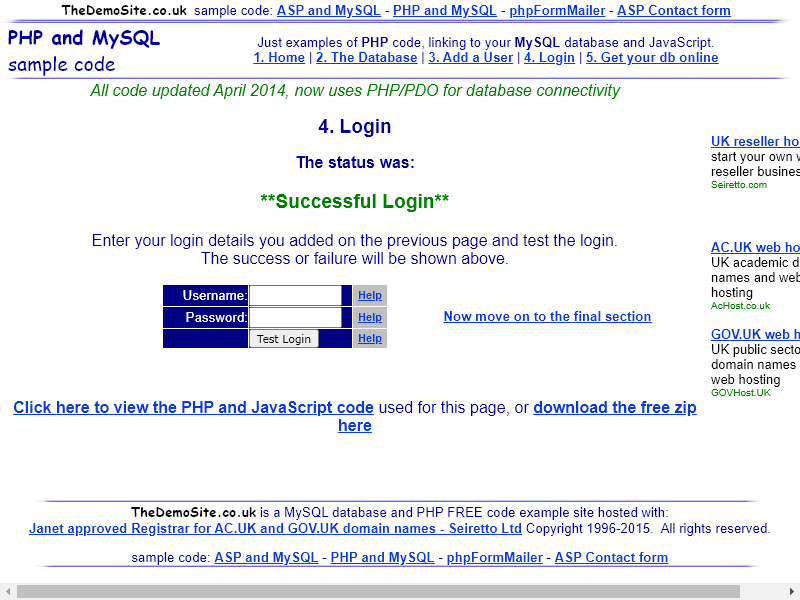 TheDemoSite.co.uk sample code: ASP and MySQL - PHP and MySQL - phpFormMailer - ASP Contact form
PHP and MySQL
sample code
Just examples of PHP code, linking to your MySQL database and JavaScript.
1. Home | 2. The Database | 3. Add a User | 4. Login | 5. Get your db online
All code updated April 2014, now uses PHP/PDO for database connectivity
4. Login
The status was:
**Successful Login**
Enter your login details you added on the previous page and test the login.
The success or failure will be shown above.
Username: Help
Password: Help
Test Login Help
Now move on to the final section
Click here to view the PHP and JavaScript code used for this page, or download the free zip
here
UK reseller ho
start your own w
reseller busines
Seiretto.com
AC.UK web ho
UK academic d
names and web
hosting
AcHost.co.uk
GOV.UK web h
UK public secto
domain names
web hosting
GOVHost.UK
TheDemoSite.co.uk is a MySQL database and PHP FREE code example site hosted with:
Janet approved Registrar for AC.UK and GOV.UK domain names - Seiretto Ltd Copyright 1996-2015. All rights reserved.
sample code: ASP and MySQL - PHP and MySQL - phpFormMailer - ASP Contact form